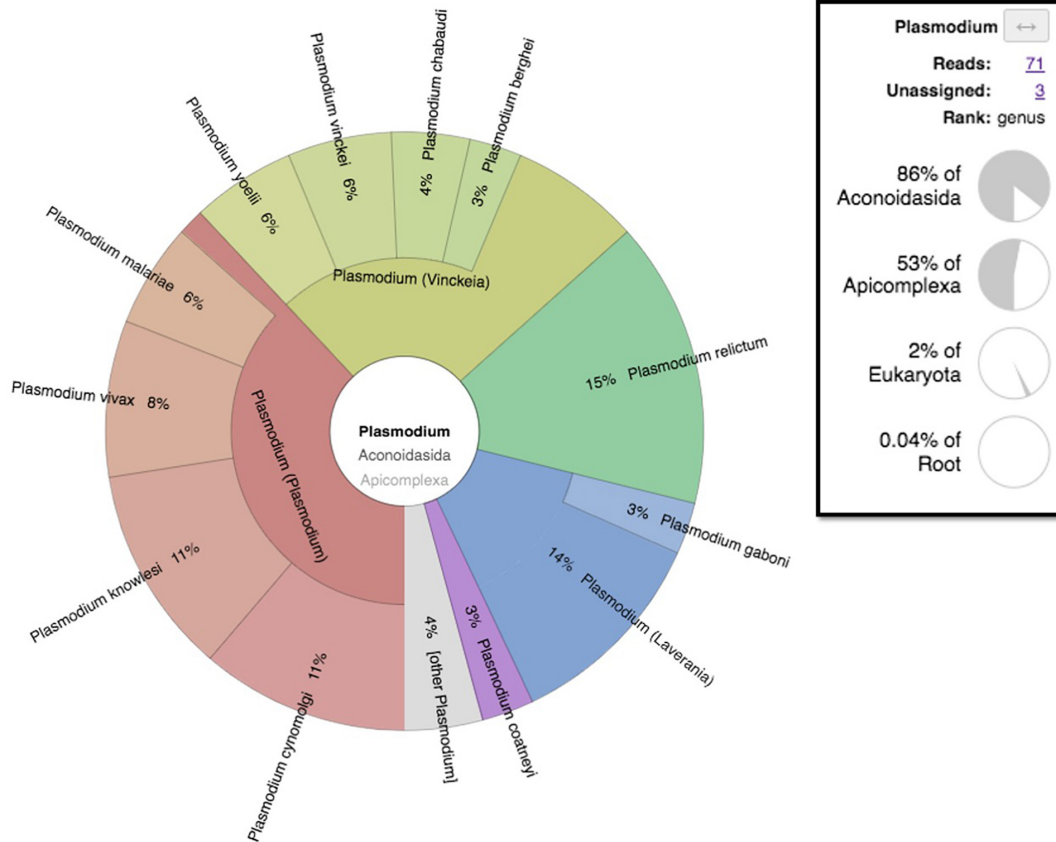 Plasmodium yoelii 6%
Plasmodium vinckei 6%
4% Plasmodium chabaudi
3% Plasmodium berghei
Plasmodium malariae 6%
Plasmodium (Vinckeia)
15% Plasmodium relictum
Plasmodium vivax 8%
Plasmodium (Plasmodium)
Plasmodium
Aconoidasida
Apicomplexa
3% Plasmodium gaboni
14% Plasmodium (Laverania)
Plasmodium knowlesi 11%
Plasmodium cynomolgi 11%
4% [other Plasmodium]
3% Plasmodium coatneyi
Plasmodium ↔
Reads: 71
Unassigned: 3
Rank: genus
86% of
Aconoidasida
53% of
Apicomplexa
2% of
Eukaryota
0.04% of
Root